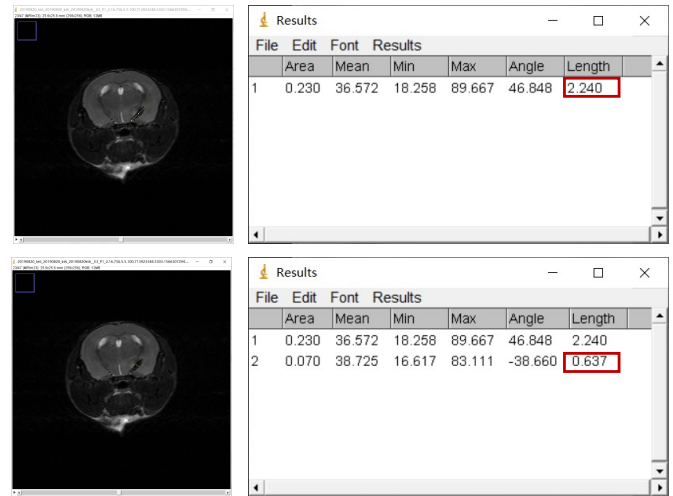 Results
File Edit Font Results
Area Mean Min Max Angle Length
1 0.230 36.572 18.258 89.667 46.848 2.240
Results
File Edit Font Results
Area Mean Min Max Angle Length
1 0.230 36.572 18.258 89.667 46.848 2.240
2 0.070 38.725 16.617 83.111 -38.660 0.637